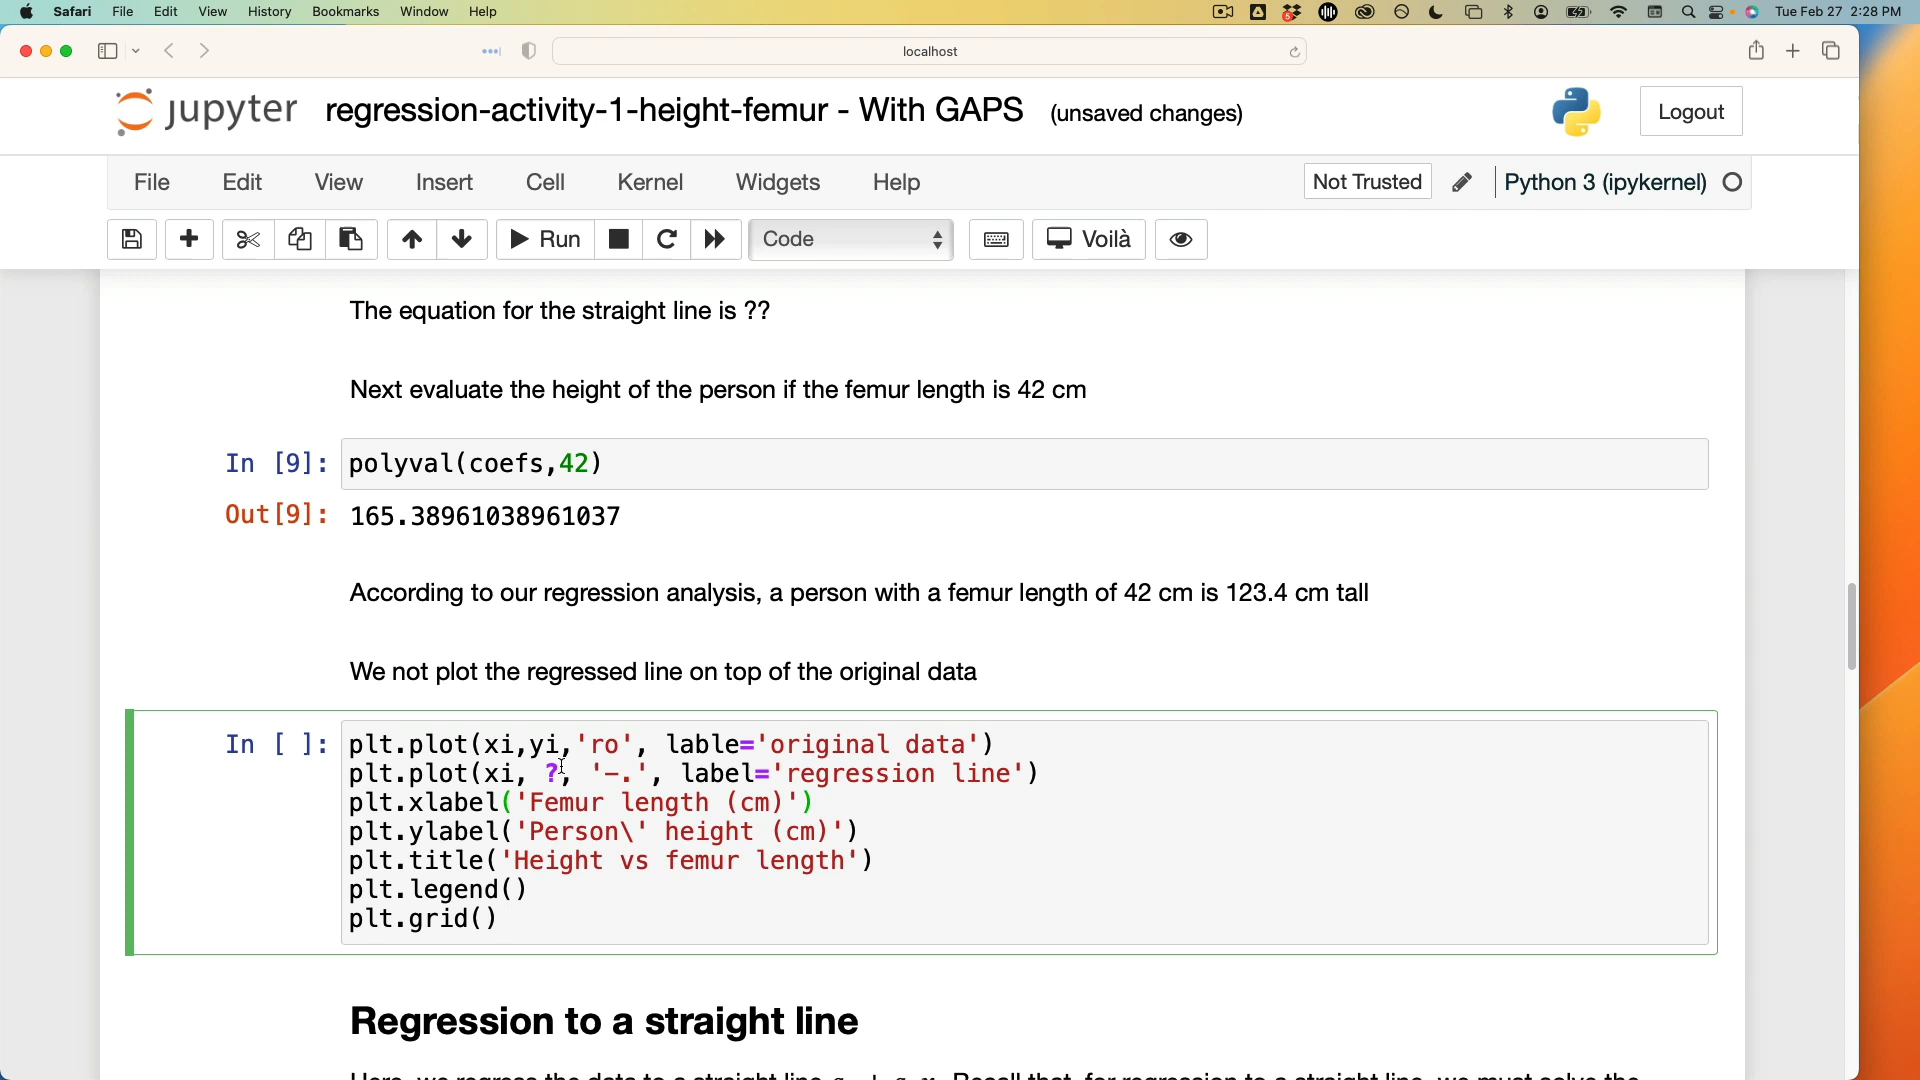 Safari File Edit View History Bookmarks Window Help Tue Feb 27 2:28 PM
localhost
jupyter regression-activity-1-height-femur - With GAPS (unsaved changes) Logout
File Edit View Insert Cell Kernel Widgets Help Not Trusted Python 3 (ipykernel)
Run Code Voilà
The equation for the straight line is ??
Next evaluate the height of the person if the femur length is 42 cm
In [9]: polyval(coefs,42)
Out[9]: 165.38961038961037
According to our regression analysis, a person with a femur length of 42 cm is 123.4 cm tall
We not plot the regressed line on top of the original data
In [ ]: plt.plot(xi,yi,'ro', lable='original data')
plt.plot(xi, ?, '-.', label='regression line')
plt.xlabel('Femur length (cm)')
plt.ylabel('Person\' height (cm)')
plt.title('Height vs femur length')
plt.legend()
plt.grid()
Regression to a straight line